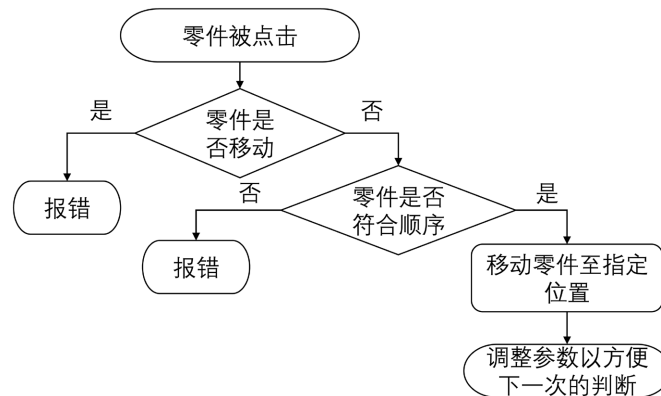 零件被点击
是
否
零件是
否移动
报错
否
零件是否
符合顺序
是
报错
移动零件至指定
位置
调整参数以方便
下一次的判断